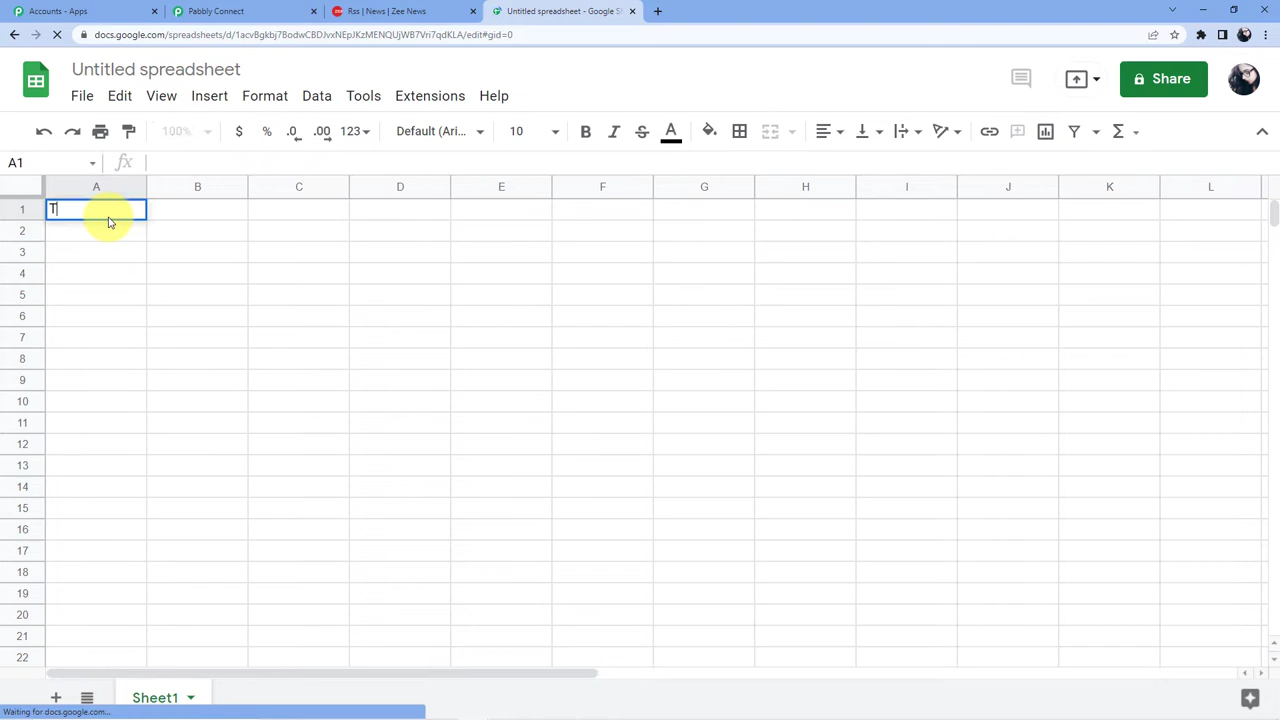 Accounts - Apps
Pabbly Connect
Rss | News | Zee News
Untitled spreadsheet - Google Sh
docs.google.com/spreadsheets/d/1acvBgkbj7BodwCBDJvxNEpJKzMENQUjWB7Vri7qdKLA/edit#gid=0
Untitled spreadsheet
File Edit View Insert Format Data Tools Extensions Help
Share
100% $ % .0 .00 123 Default (Ari... 10 B I S A Σ
A1 fx
A B C D E F G H I J K L
1 T
2
3
4
5
6
7
8
9
10
11
12
13
14
15
16
17
18
19
20
21
22
Sheet1
Waiting for docs.google.com...